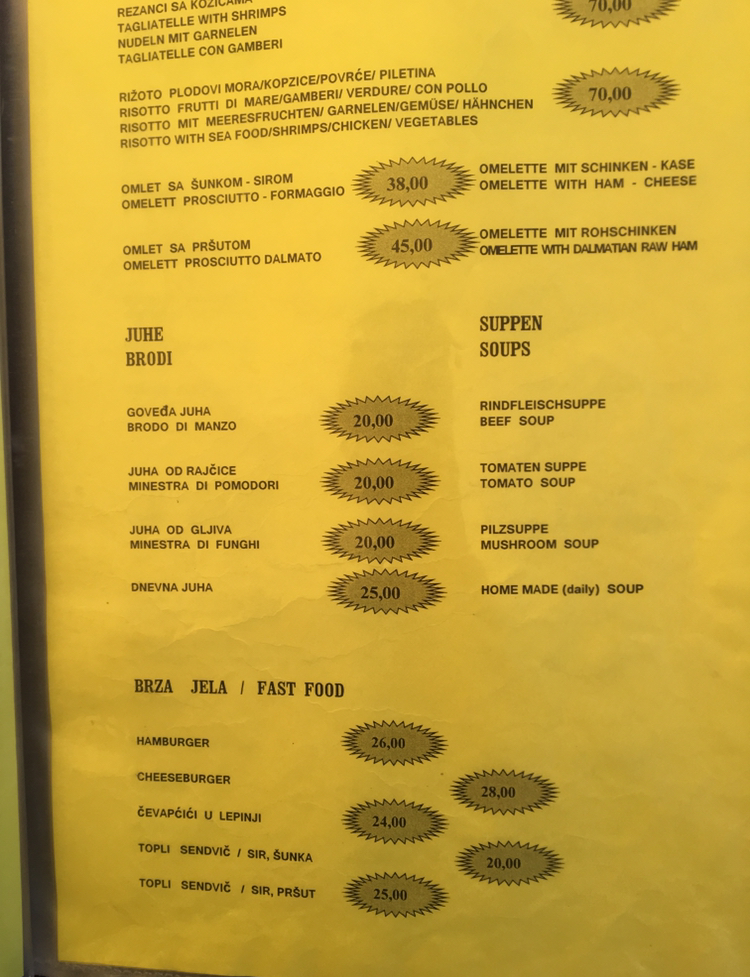 REZANCI SA KOZICAMA
TAGLIATELLE WITH SHRIMPS
NUDELN MIT GARNELEN
TAGLIATELLE CON GAMBERI
70,00
RIŽOTO PLODOVI MORA/KOPZICE/POVRĆE/ PILETINA
RISOTTO FRUTTI DI MARE/GAMBERI/ VERDURE/ CON POLLO
RISOTTO MIT MEERESFRUCHTEN/ GARNELEN/GEMÜSE/ HÄHNCHEN
RISOTTO WITH SEA FOOD/SHRIMPS/CHICKEN/ VEGETABLES
70,00
OMLET SA ŠUNKOM - SIROM
OMELETT PROSCIUTTO - FORMAGGIO
38,00
OMELETTE MIT SCHINKEN - KASE
OMELETTE WITH HAM - CHEESE
OMLET SA PRŠUTOM
OMELETT PROSCIUTTO DALMATO
45,00
OMELETTE MIT ROHSCHINKEN
OMELETTE WITH DALMATIAN RAW HAM
JUHE
BRODI
SUPPEN
SOUPS
GOVEđA JUHA
BRODO DI MANZO
20,00
RINDFLEISCHSUPPE
BEEF SOUP
JUHA OD RAJČICE
MINESTRA DI POMODORI
20,00
TOMATEN SUPPE
TOMATO SOUP
JUHA OD GLJIVA
MINESTRA DI FUNGHI
20,00
PILZSUPPE
MUSHROOM SOUP
DNEVNA JUHA
25,00
HOME MADE (daily) SOUP
BRZA JELA / FAST FOOD
HAMBURGER
26,00
CHEESEBURGER
28,00
ČEVAPĆIĆI U LEPINJI
24,00
TOPLI SENDVIČ / SIR, ŠUNKA
20,00
TOPLI SENDVIČ / SIR, PRŠUT
25,00